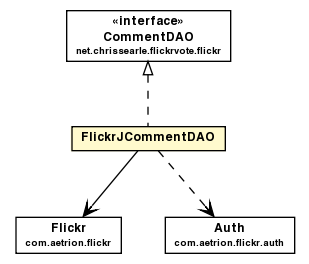 «interface»
CommentDAO
net.chrissearle.flickrvote.flickr
FlickrJCommentDAO
Flickr
com.aetrion.flickr
Auth
com.aetrion.flickr.auth